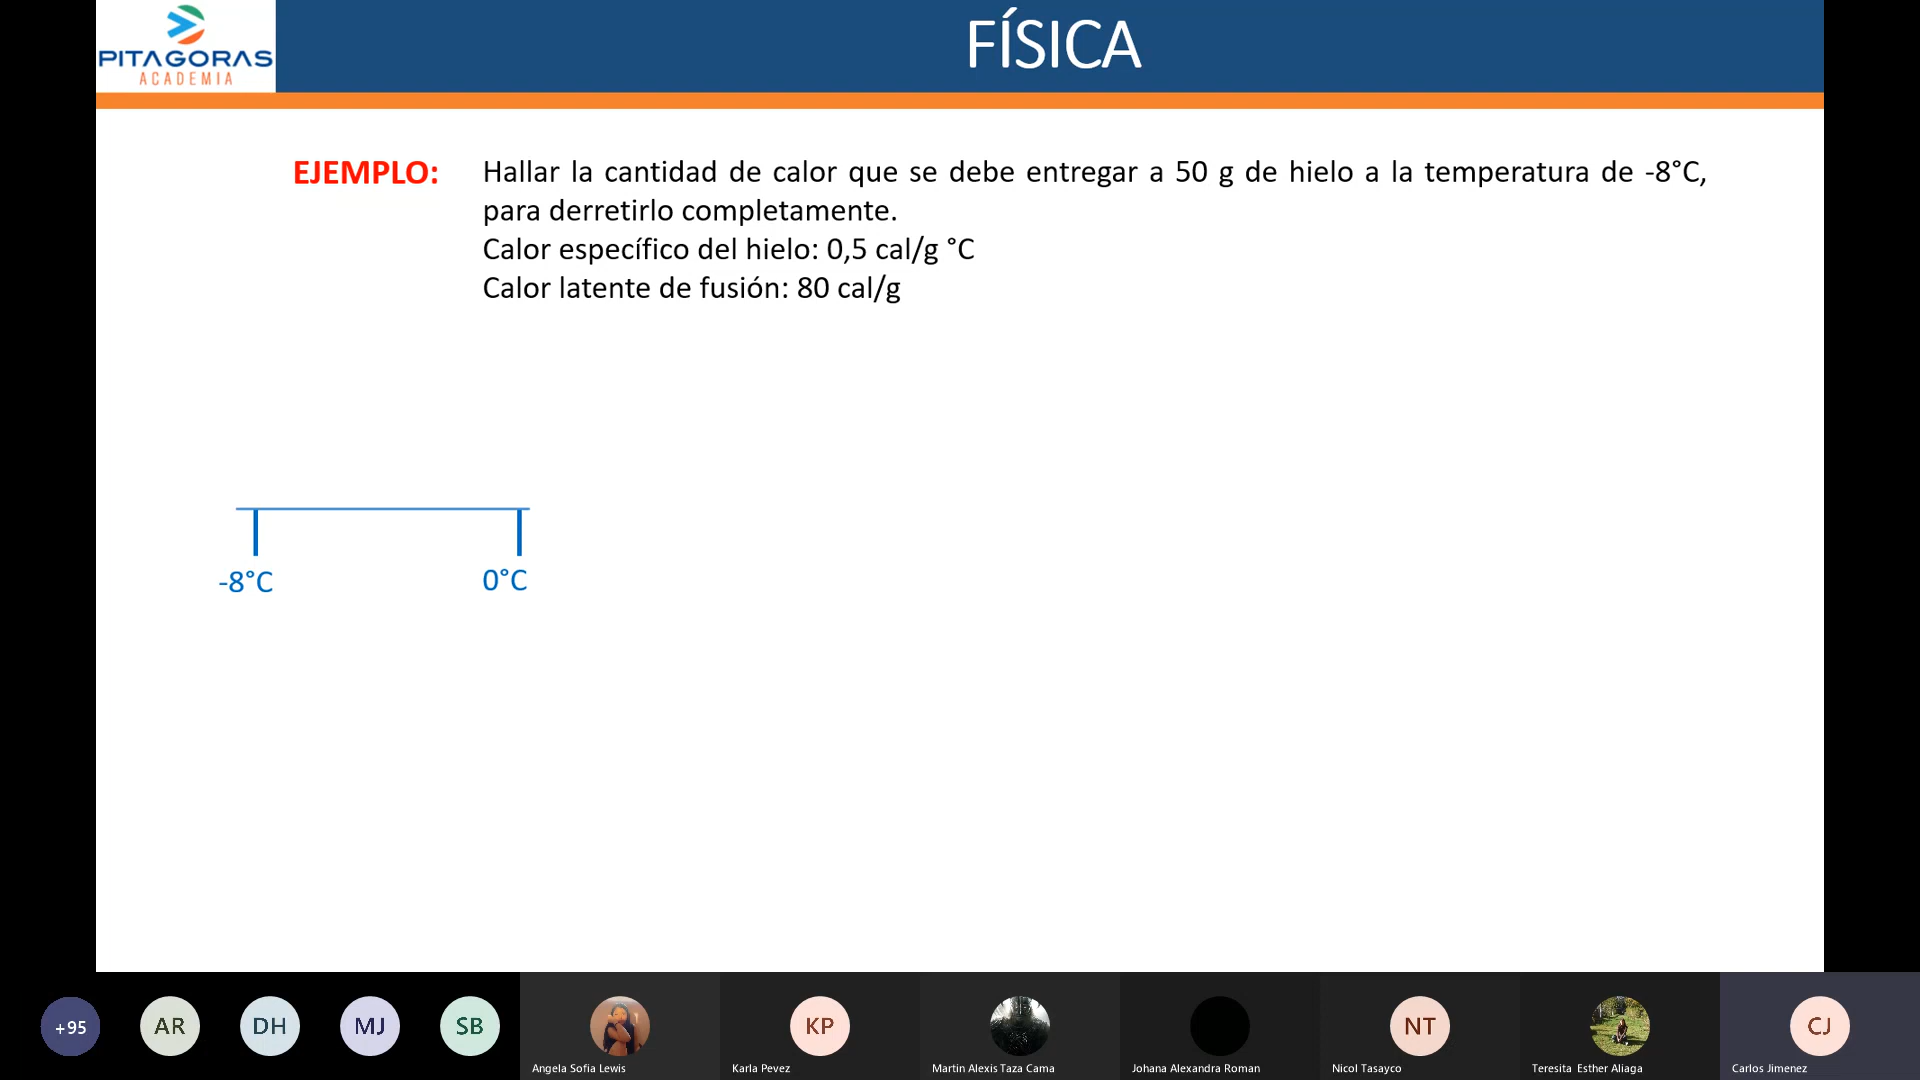 PITAGORAS
ACADEMIA
FÍSICA
EJEMPLO: Hallar la cantidad de calor que se debe entregar a 50 g de hielo a la temperatura de -8°C,
para derretirlo completamente.
Calor específico del hielo: 0,5 cal/g °C
Calor latente de fusión: 80 cal/g
-8°C 0°C
+95 AR DH MJ SB KP NT CJ
Angela Sofia Lewis Karla Pevez Martin Alexis Taza Cama Johana Alexandra Roman Nicol Tasayco Teresita Esther Aliaga Carlos Jimenez